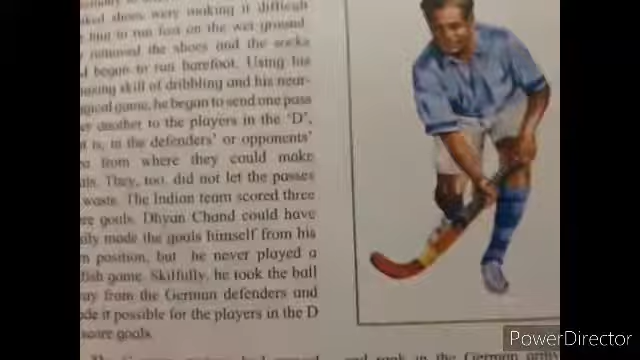 shoes were making it difficult
him to run fast on the wet ground.
removed the shoes and the socks
began to run barefoot. Using his
skill of dribbling and his near-
game, he began to send one pass
another to the players in the 'D',
is, in the defenders' or opponents'
from where they could make
They, too, did not let the passes
waste. The Indian team scored three
goals. Dhyan Chand could have
made the goals himself from his
position, but he never played a
game. Skilfully, he took the ball
from the German defenders and
it possible for the players in the D
score goals.
and rank in the German
PowerDirector